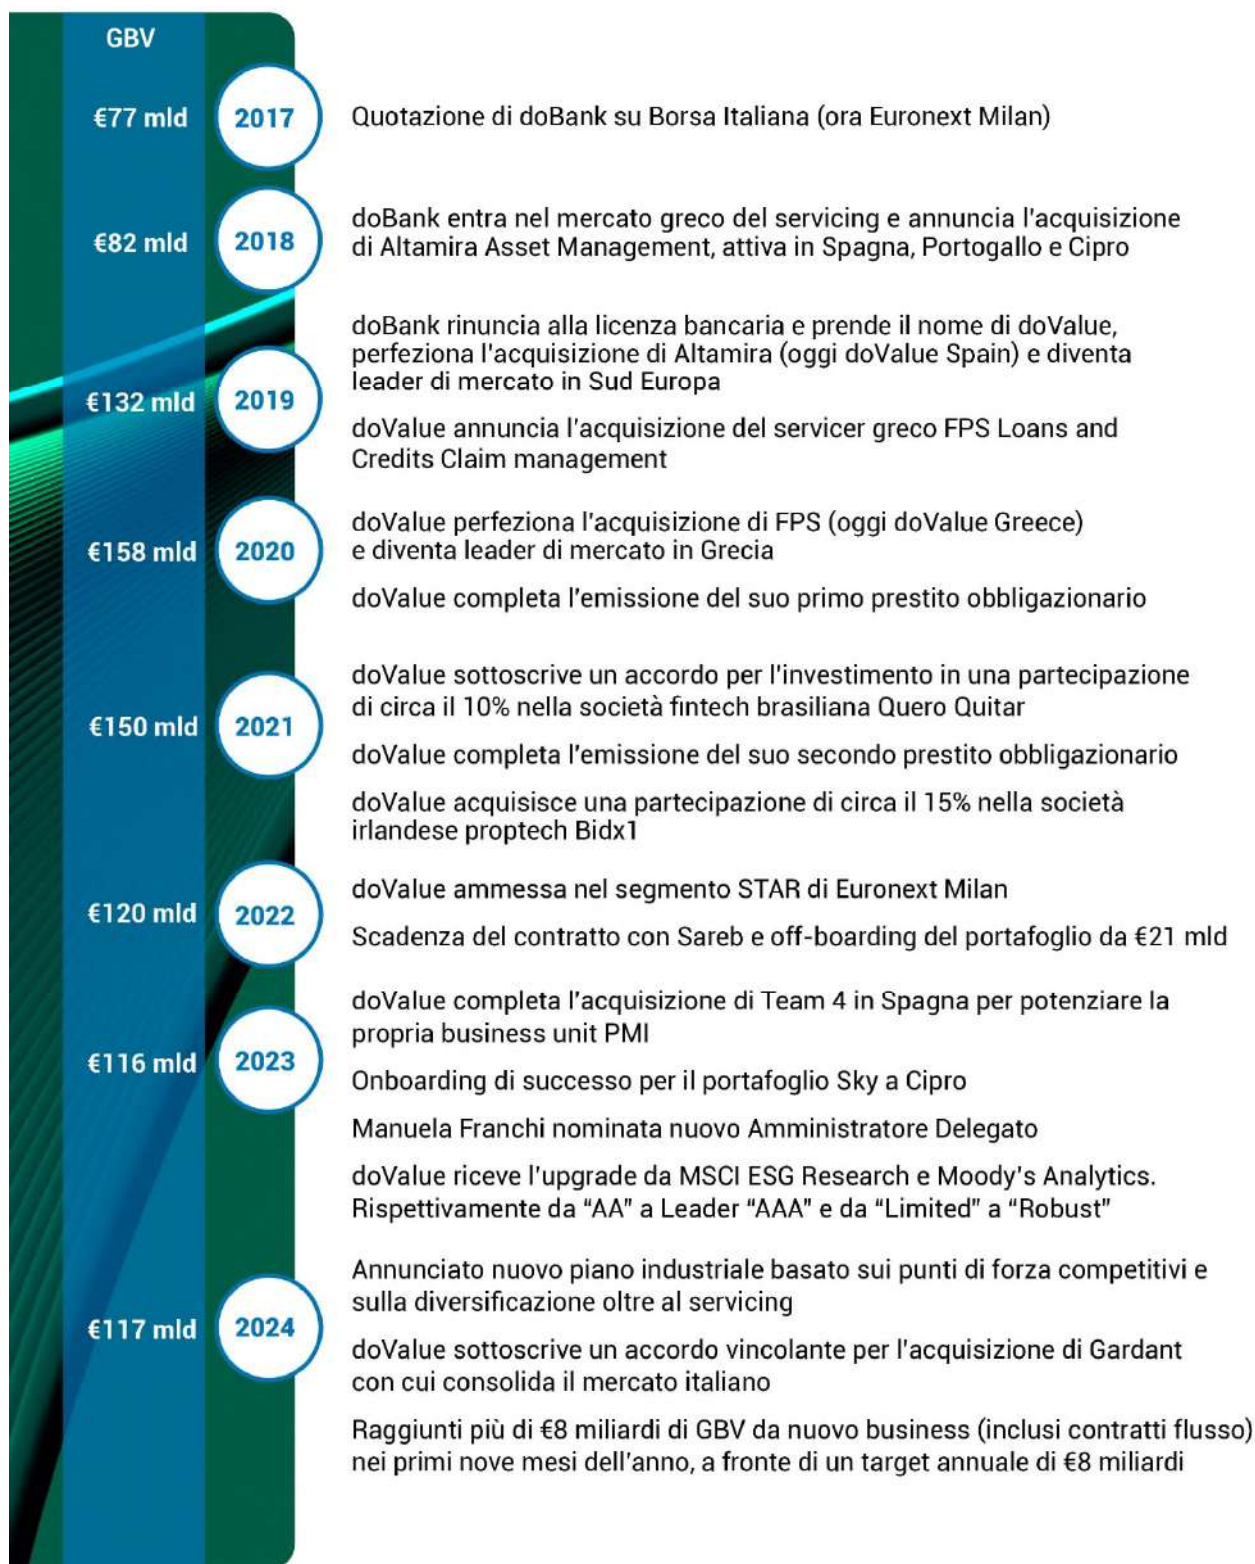 GBV
€77 mld
2017
Quotazione di doBank su Borsa Italiana (ora Euronext Milan)
€82 mld
2018
doBank entra nel mercato greco del servicing e annuncia l'acquisizione
di Altamira Asset Management, attiva in Spagna, Portogallo e Cipro
€132 mld
2019
doBank rinuncia alla licenza bancaria e prende il nome di doValue,
perfeziona l'acquisizione di Altamira (oggi doValue Spain) e diventa
leader di mercato in Sud Europa
doValue annuncia l'acquisizione del servicer greco FPS Loans and
Credits Claim management
€158 mld
2020
doValue perfeziona l'acquisizione di FPS (oggi doValue Greece)
e diventa leader di mercato in Grecia
doValue completa l'emissione del suo primo prestito obbligazionario
€150 mld
2021
doValue sottoscrive un accordo per l'investimento in una partecipazione
di circa il 10% nella società fintech brasiliana Quero Quitar
doValue completa l'emissione del suo secondo prestito obbligazionario
doValue acquisisce una partecipazione di circa il 15% nella società
irlandese proptech Bidx1
€120 mld
2022
doValue ammessa nel segmento STAR di Euronext Milan
Scadenza del contratto con Sareb e off-boarding del portafoglio da €21 mld
€116 mld
2023
doValue completa l'acquisizione di Team 4 in Spagna per potenziare la
propria business unit PMI
Onboarding di successo per il portafoglio Sky a Cipro
Manuela Franchi nominata nuovo Amministratore Delegato
doValue riceve l'upgrade da MSCI ESG Research e Moody's Analytics.
Rispettivamente da “AA” a Leader “AAA” e da “Limited” a “Robust”
€117 mld
2024
Annunciato nuovo piano industriale basato sui punti di forza competitivi e
sulla diversificazione oltre al servicing
doValue sottoscrive un accordo vincolante per l'acquisizione di Gardant
con cui consolida il mercato italiano
Raggiunti più di €8 miliardi di GBV da nuovo business (inclusi contratti flusso)
nei primi nove mesi dell'anno, a fronte di un target annuale di €8 miliardi